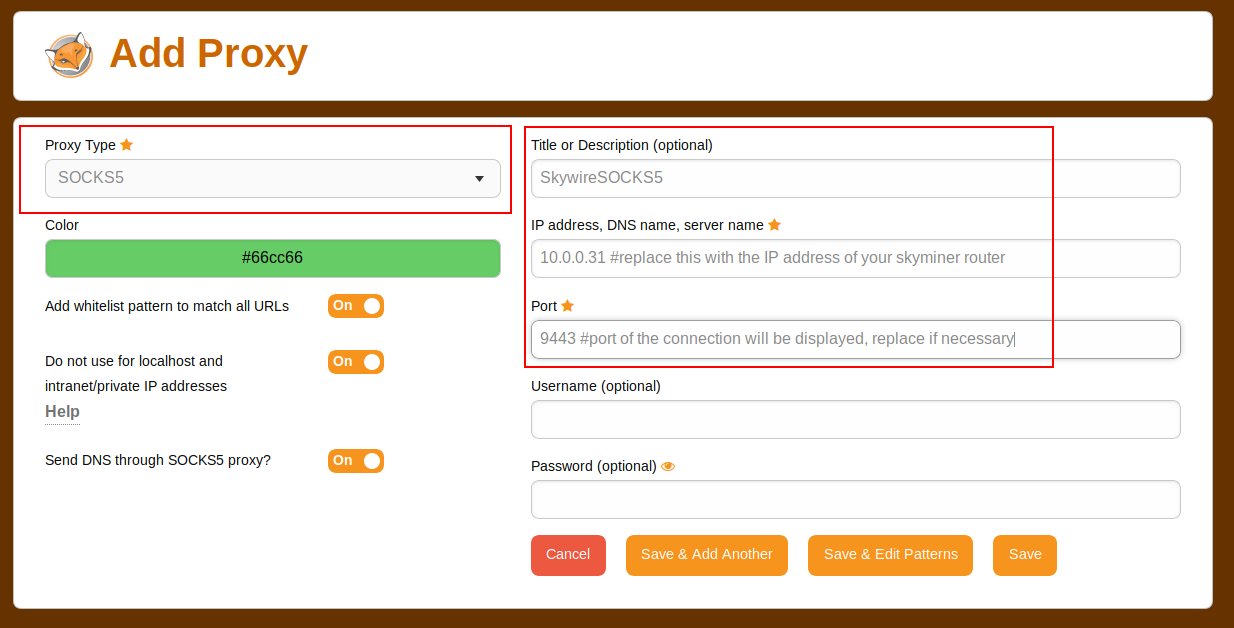 Add Proxy
Proxy Type
SOCKS5
Color
#66cc66
Add whitelist pattern to match all URLs
On
Do not use for localhost and
intranet/private IP addresses
On
Help
Send DNS through SOCKS5 proxy?
On
Title or Description (optional)
SkywireSOCKS5
IP address, DNS name, server name
10.0.0.31 #replace this with the IP address of your skyminer router
Port
9443 #port of the connection will be displayed, replace if necessary
Username (optional)
Password (optional)
Cancel
Save & Add Another
Save & Edit Patterns
Save